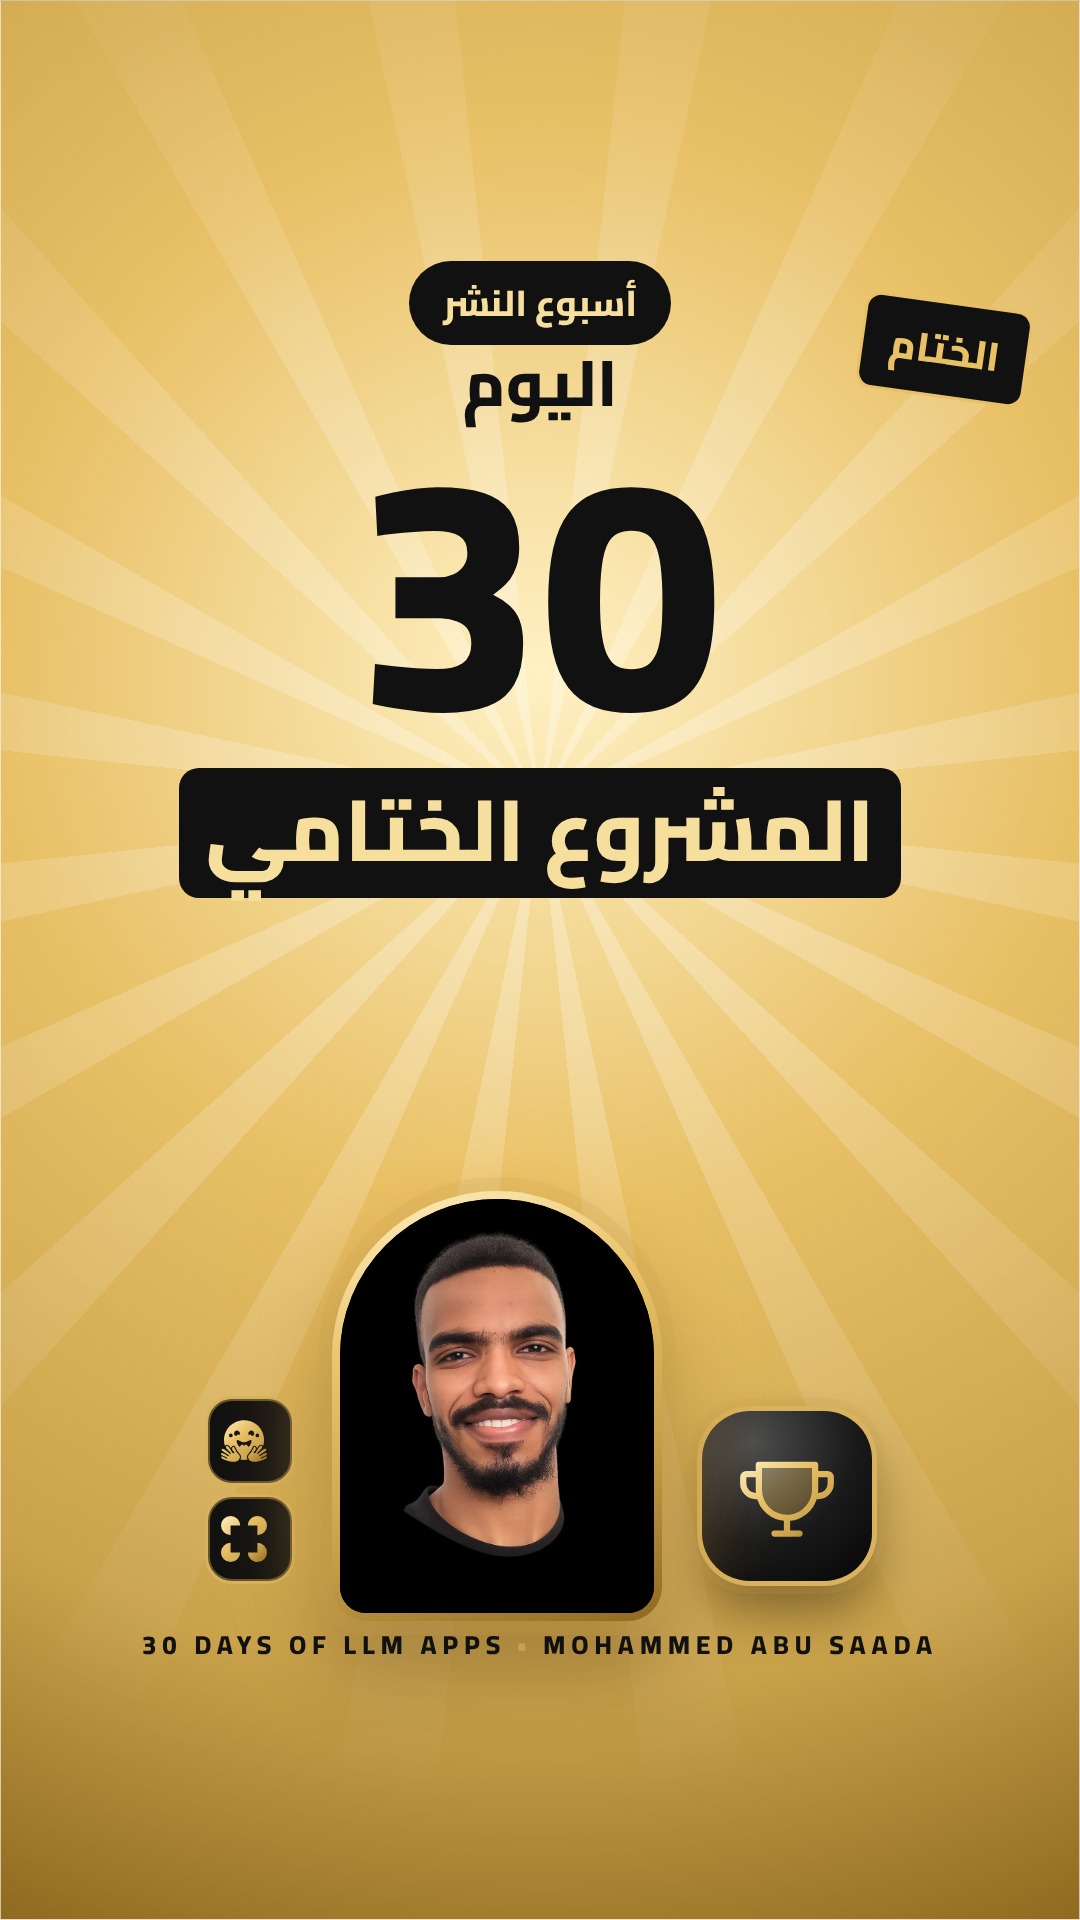 أسبوع النشر
الختام
اليوم
30
المشروع الختامي
30 DAYS OF LLM APPS · MOHAMMED ABU SAADA